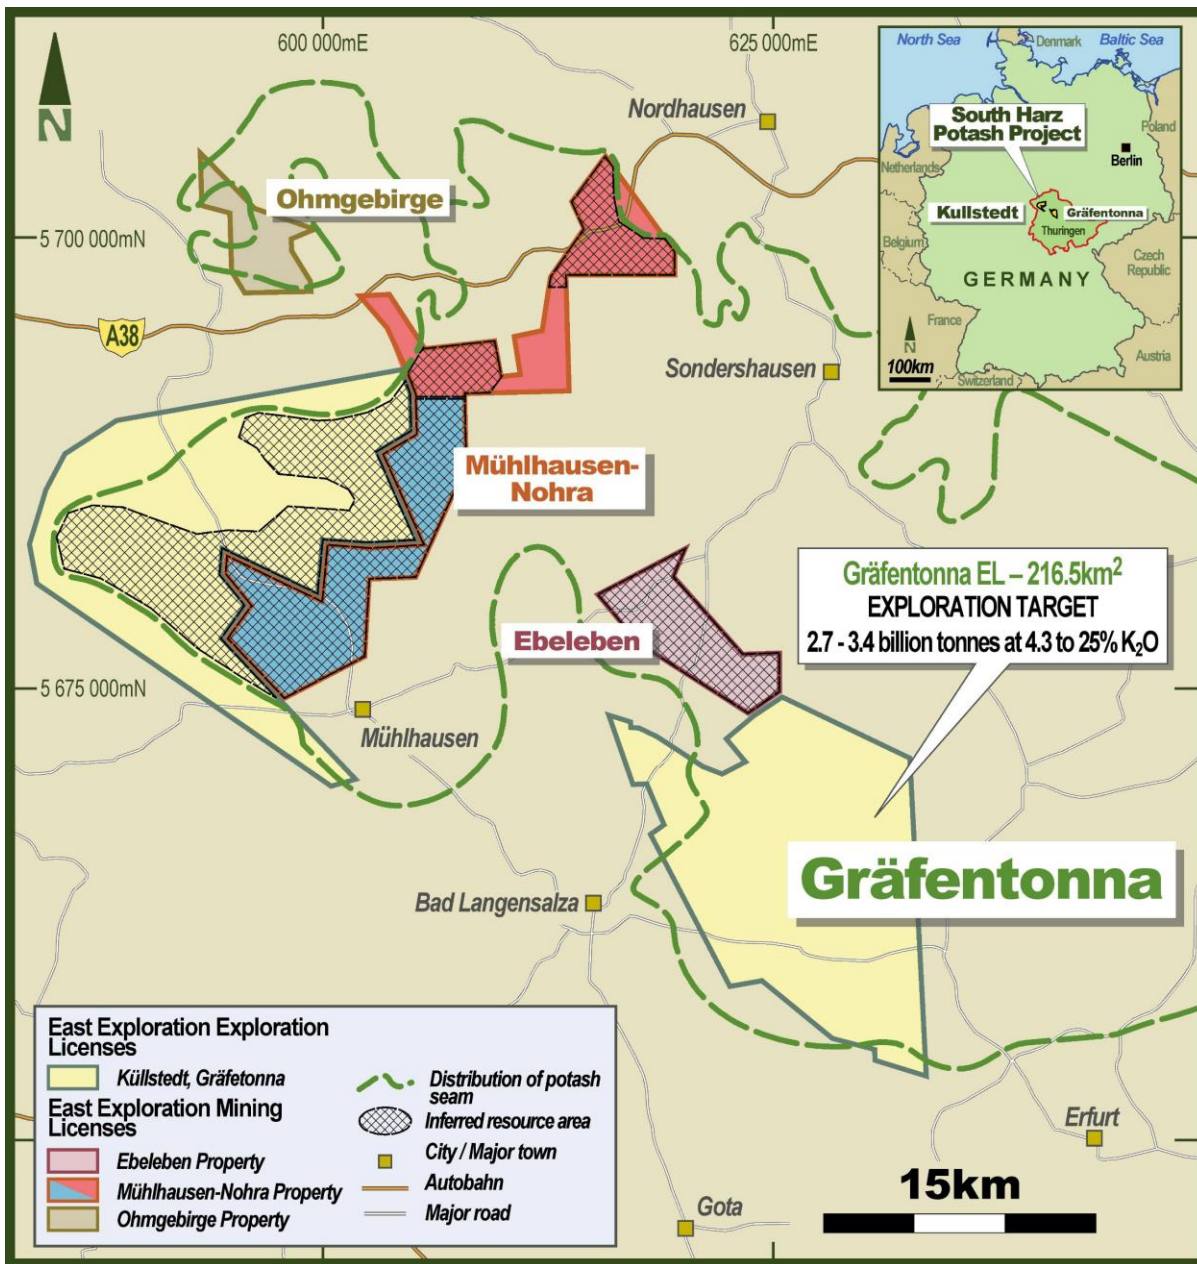 600 000mE
625 000mE
N
Nordhausen
Ohmgebirge
5 700 000mN
A38
Sondershausen
Mühlhausen-
Nohra
Ebeleben
5 675 000mN
Mühlhausen
Bad Langensalza
Gräfentonna EL – 216.5km²
EXPLORATION TARGET
2.7 - 3.4 billion tonnes at 4.3 to 25% K₂O
Gräfentonna
Erfurt
Gota
15km
North Sea
Denmark
Baltic Sea
South Harz
Potash Project
Poland
Netherlands
Berlin
Kullstedt
Gräfentonna
Thuringen
Belgium
Czech
Republic
GERMANY
France
N
Austria
100km
Switzerland
East Exploration Exploration
Licenses
Küllstedt, Gräfetonna
East Exploration Mining
Licenses
Ebeleben Property
Mühlhausen-Nohra Property
Ohmgebirge Property
Distribution of potash
seam
Inferred resource area
City / Major town
Autobahn
Major road